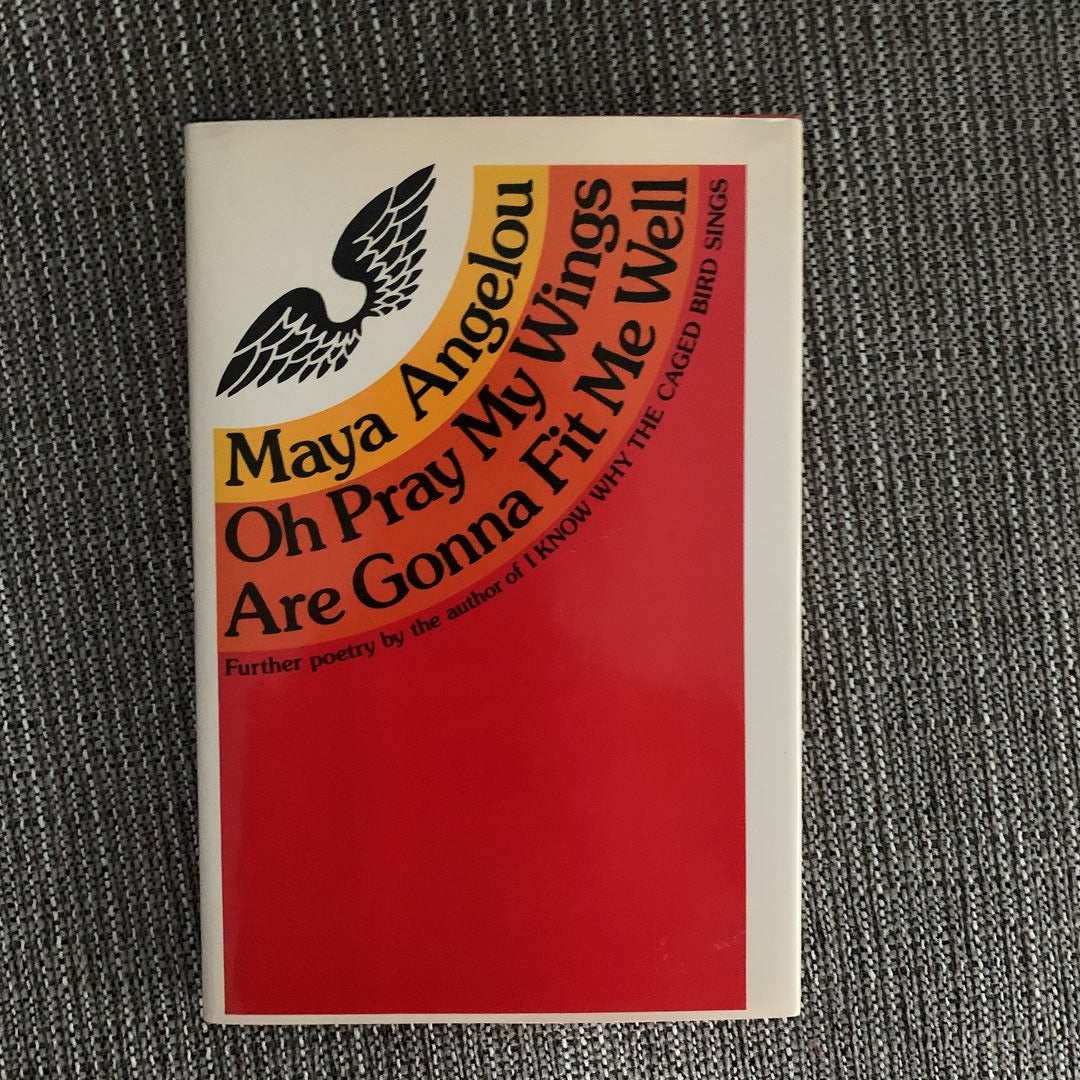 Maya Angelou
Oh Pray My Wings
Are Gonna Fit Me Well
Further poetry by the author of I KNOW WHY THE CAGED BIRD SINGS